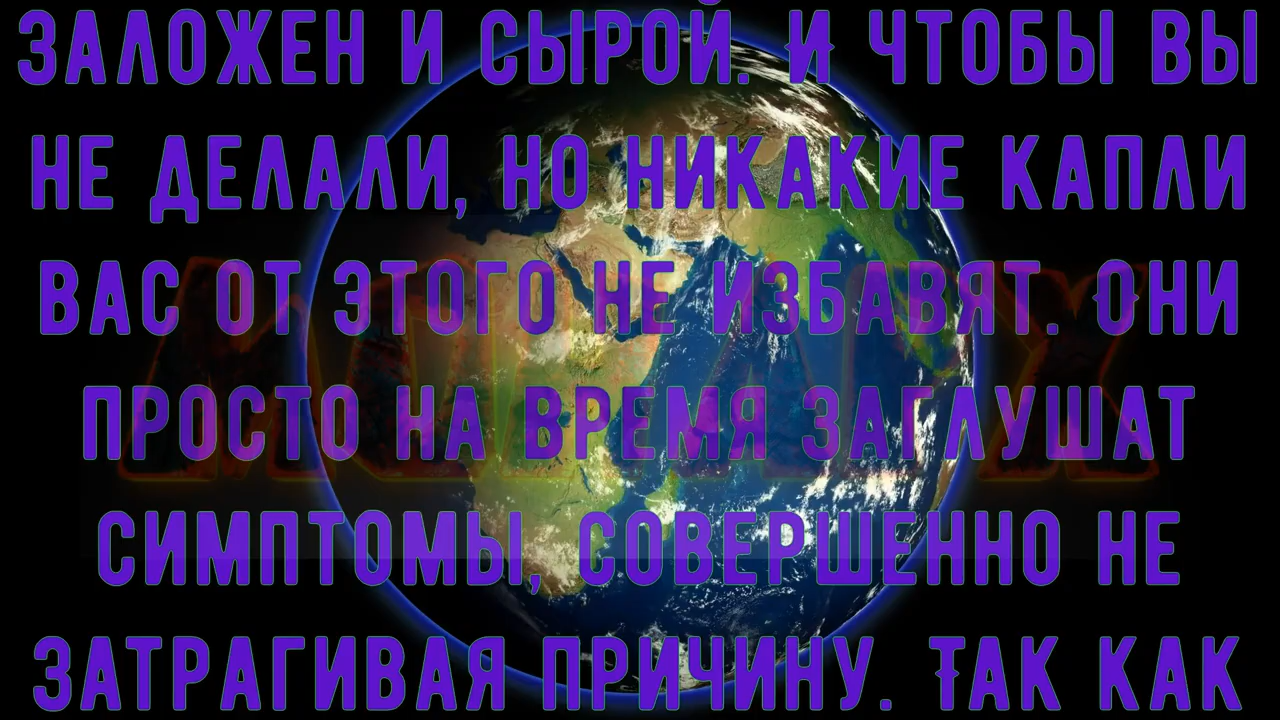 ЗАЛОЖЕН И СЫРОЙ. И ЧТОБЫ ВЫ
НЕ ДЕЛАЛИ, НО НИКАКИЕ КАПЛИ
ВАС ОТ ЭТОГО НЕ ИЗБАВЯТ. ОНИ
ПРОСТО НА ВРЕМЯ ЗАГЛУШАТ
СИМПТОМЫ, СОВЕРШЕННО НЕ
ЗАТРАГИВАЯ ПРИЧИНУ. ТАК КАК